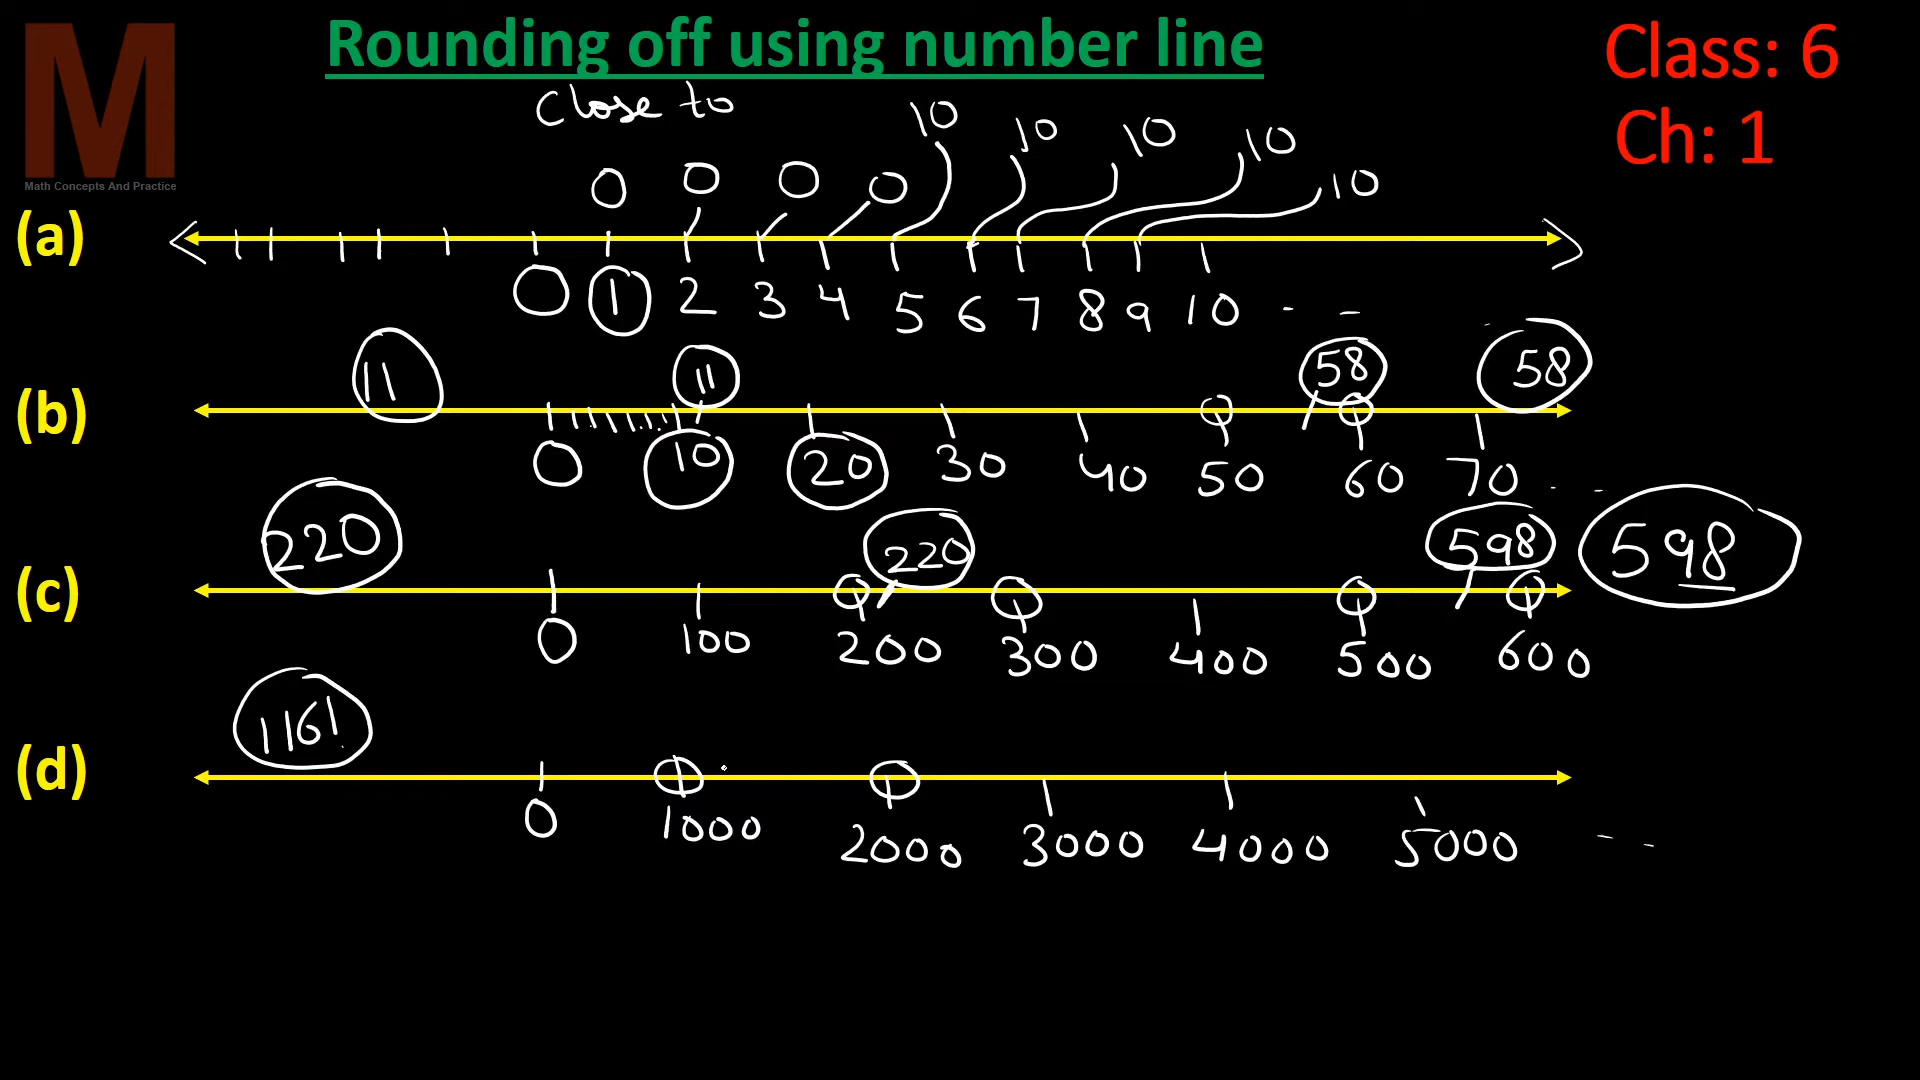 M
Math Concepts And Practice
Rounding off using number line
Class: 6
Ch: 1
close to
0 0 0 0 10 10 10 10 10
(a)
0 1 2 3 4 5 6 7 8 9 10 - -
(b)
11 11 58 58
0 10 20 30 40 50 60 70 - -
(c)
220 220 598 598
0 100 200 300 400 500 600
(d)
1161
0 1000 2000 3000 4000 5000 - -